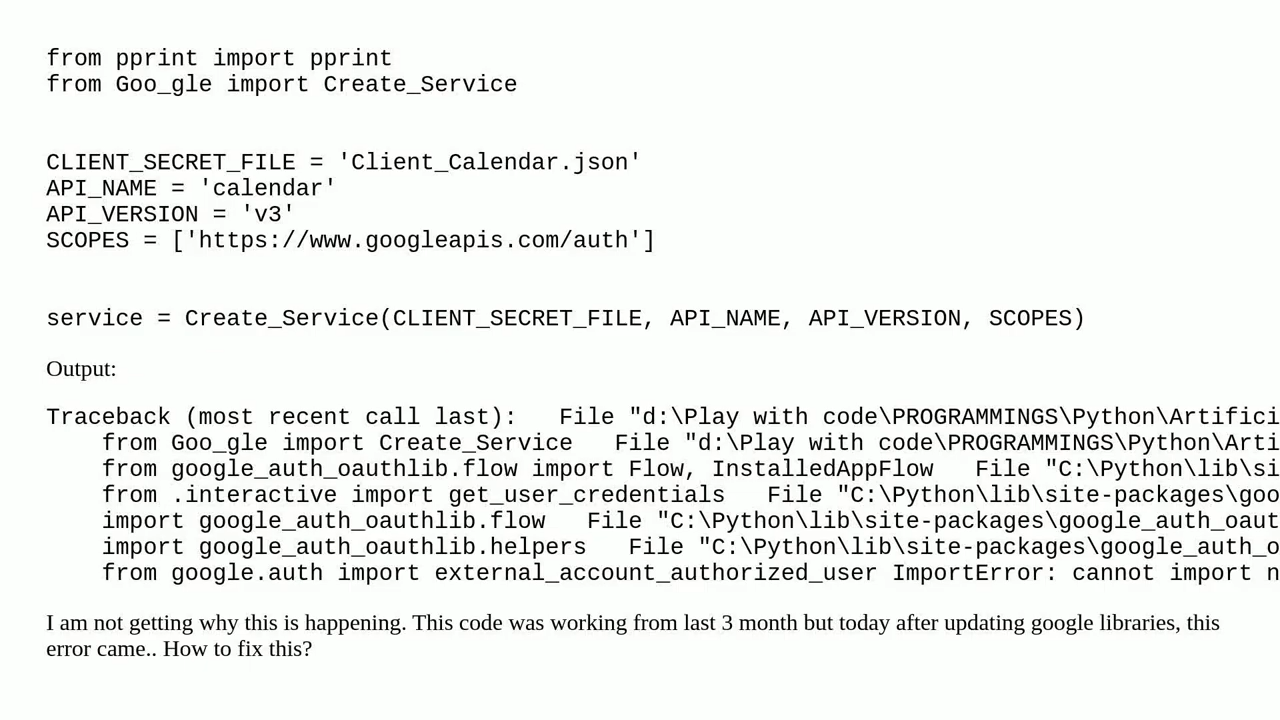 from pprint import pprint
from Goo_gle import Create_Service
CLIENT_SECRET_FILE = 'Client_Calendar.json'
API_NAME = 'calendar'
API_VERSION = 'v3'
SCOPES = ['https://www.googleapis.com/auth']
service = Create_Service(CLIENT_SECRET_FILE, API_NAME, API_VERSION, SCOPES)
Output:
Traceback (most recent call last):   File "d:\Play with code\PROGRAMMINGS\Python\Artifici
    from Goo_gle import Create_Service   File "d:\Play with code\PROGRAMMINGS\Python\Arti
    from google_auth_oauthlib.flow import Flow, InstalledAppFlow   File "C:\Python\lib\si
    from .interactive import get_user_credentials   File "C:\Python\lib\site-packages\goo
    import google_auth_oauthlib.flow   File "C:\Python\lib\site-packages\google_auth_oaut
    import google_auth_oauthlib.helpers   File "C:\Python\lib\site-packages\google_auth_o
    from google.auth import external_account_authorized_user ImportError: cannot import n
I am not getting why this is happening. This code was working from last 3 month but today after updating google libraries, this
error came.. How to fix this?